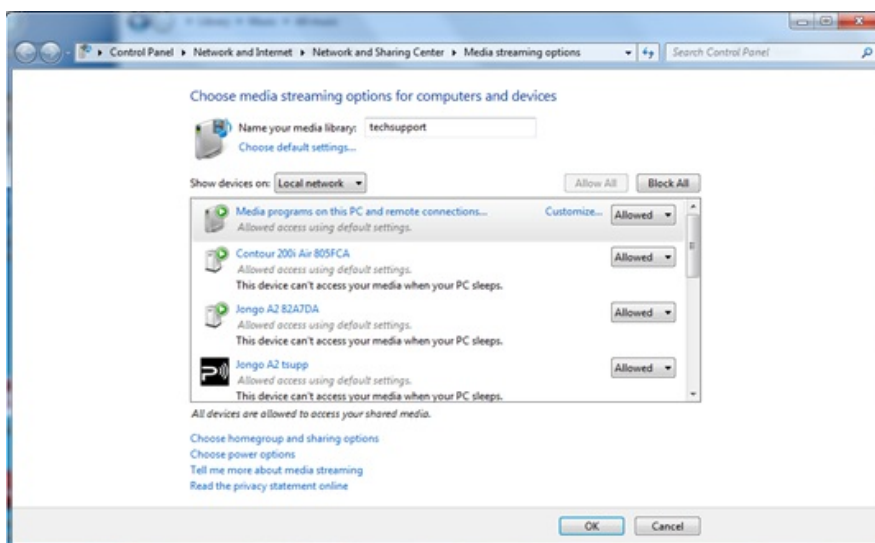 Control Panel ▸ Network and Internet ▸ Network and Sharing Center ▸ Media streaming options Search Control Panel
Choose media streaming options for computers and devices
Name your media library: techsupport
Choose default settings...
Show devices on: Local network Allow All Block All
Media programs on this PC and remote connections... Customize... Allowed
Allowed access using default settings.
Contour 200i Air 805FCA Allowed
Allowed access using default settings.
This device can't access your media when your PC sleeps.
Jongo A2 82A7DA Allowed
Allowed access using default settings.
This device can't access your media when your PC sleeps.
Jongo A2 tsupp Allowed
Allowed access using default settings.
This device can't access your media when your PC sleeps.
All devices are allowed to access your shared media.
Choose homegroup and sharing options
Choose power options
Tell me more about media streaming
Read the privacy statement online
OK Cancel